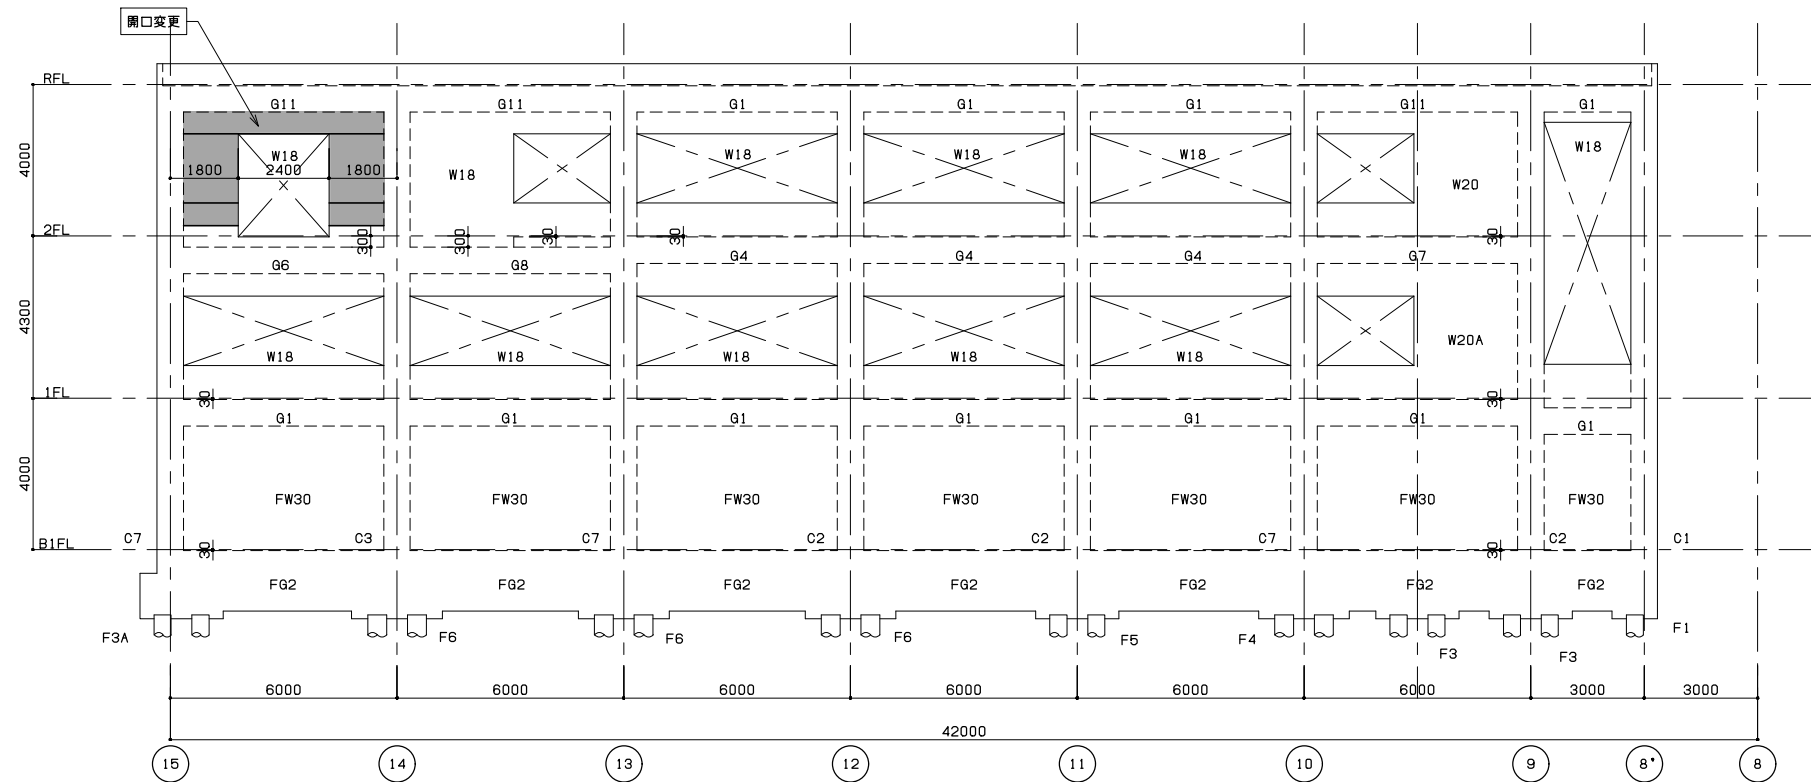 開口変更
RFL
G11 G11 G1 G1 G1 G11 G1
4000
W18 W18 W18 W18 W18
1800 2400 1800
W18 W20
2FL
300 300 30 30 30
G6 G8 G4 G4 G4 G7
4300
W20A
W18 W18 W18 W18 W18
1FL
30 30
G1 G1 G1 G1 G1 G1 G1
4000
FW30 FW30 FW30 FW30 FW30 FW30 FW30
B1FL C7 C3 C7 C2 C2 C7 C2 C1
30 30
FG2 FG2 FG2 FG2 FG2 FG2 FG2
F3A F6 F6 F6 F5 F4 F3 F3 F1
6000 6000 6000 6000 6000 6000 3000 3000
42000
15 14 13 12 11 10 9 8' 8